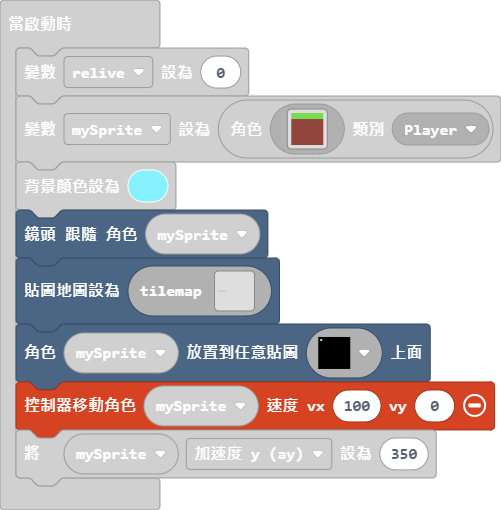 當啟動時
變數 relive 設為 0
變數 mySprite 設為 角色 類別 Player
背景顏色設為
鏡頭 跟隨 角色 mySprite
貼圖地圖設為 tilemap
角色 mySprite 放置到任意貼圖 上面
控制器移動角色 mySprite 速度 vx 100 vy 0
將 mySprite 加速度 y (ay) 設為 350